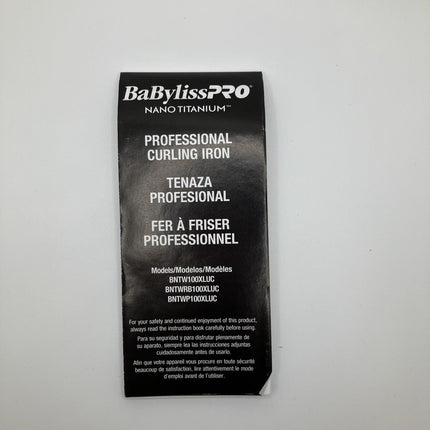 BaBylissPRO®
NANO TITANIUM™
PROFESSIONAL
CURLING IRON
TENAZA
PROFESIONAL
FER À FRISER
PROFESSIONNEL
Models/Modelos/Modèles
BNTW100XLUC
BNTWRB100XLUC
BNTWP100XLUC
For your safety and continued enjoyment of this product,
always read the instruction book carefully before using.
Para su seguridad y para disfrutar plenamente de
su aparato, siempre lea las instrucciones adjuntas
cuidadosamente antes de usarlo.
Afin que votre appareil vous procure en toute sécurité
beaucoup de satisfaction, lire attentivement le mode
d'emploi avant de l'utiliser.